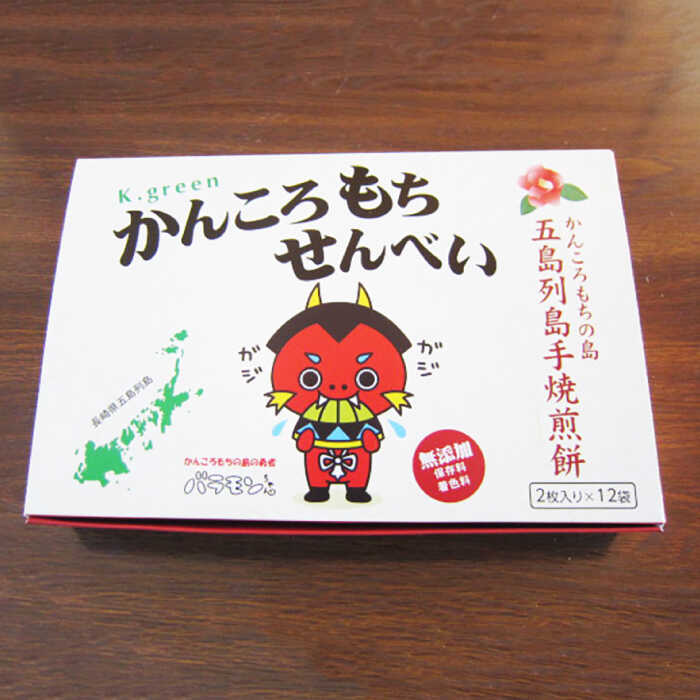 K.green
かんころもち
せんべい
かんころもちの島
五島列島手焼煎餅
ガジ
ガジ
長崎県五島列島
かんころもちの島の勇者
バラモンくん
無添加
保存料
着色料
2枚入り×12袋